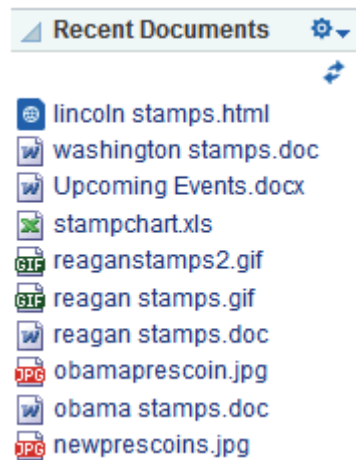 Recent Documents
lincoln stamps.html
washington stamps.doc
Upcoming Events.docx
stampchart.xls
GIF reaganstamps2.gif
GIF reagan stamps.gif
reagan stamps.doc
JPG obamaprescoin.jpg
obama stamps.doc
JPG newprescoins.jpg